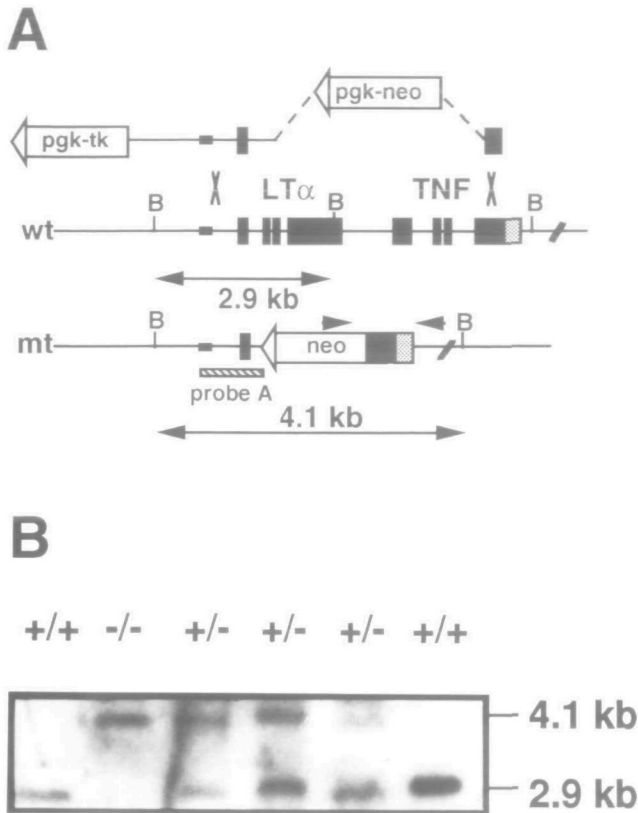 A
pgk-neo
pgk-tk
LTα TNF
B B B
wt
2.9 kb
B B
mt neo
probe A
4.1 kb
B
+/+ -/- +/- +/- +/- +/+
4.1 kb
2.9 kb